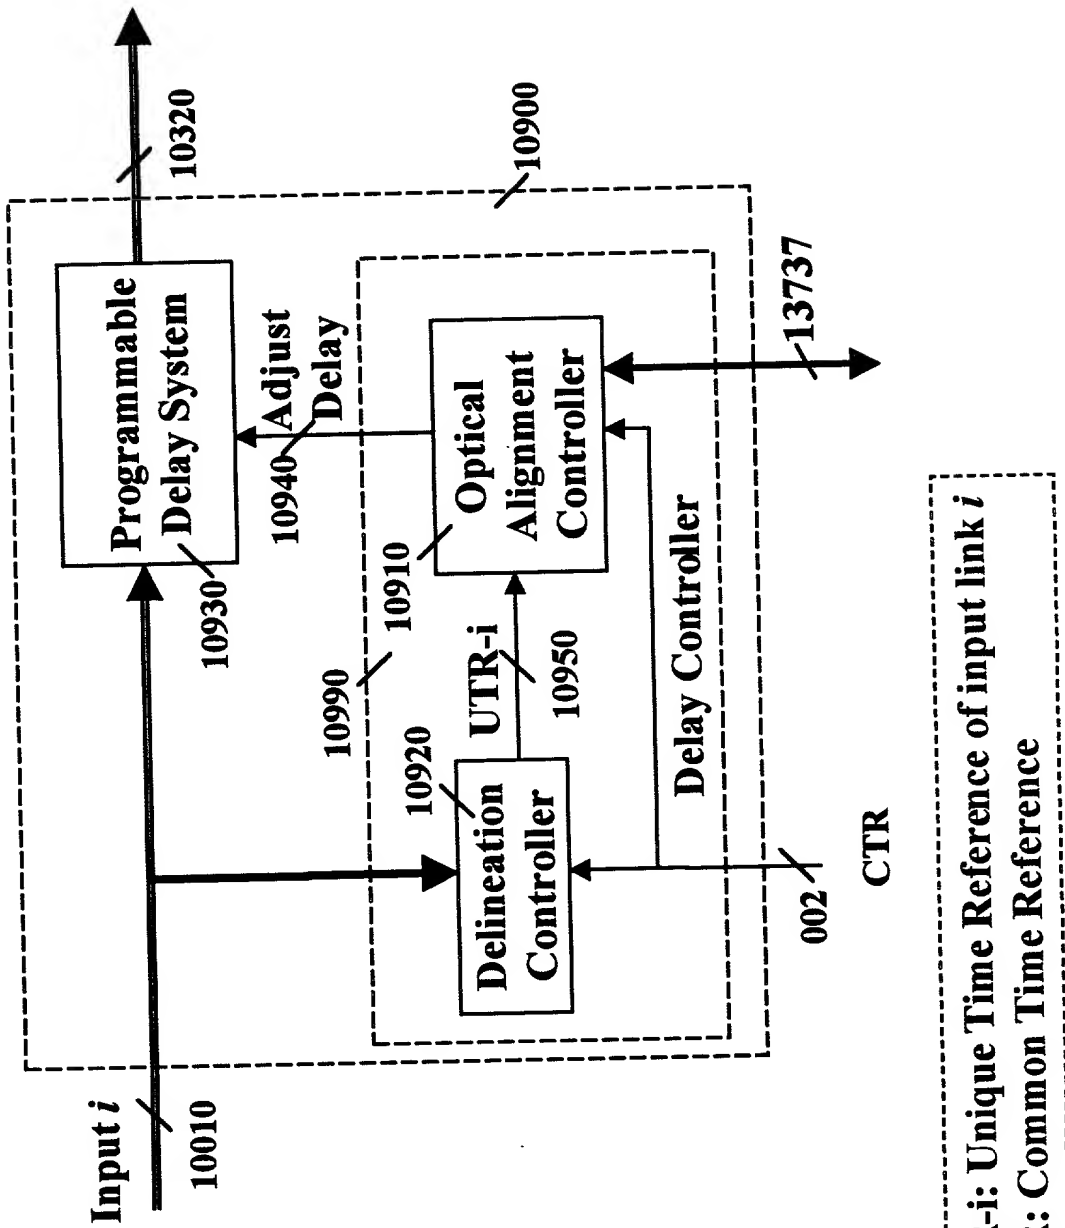 Input i
10010
Programmable
Delay System
10930
10320
10940
Adjust
Delay
10900
10990
10910
Optical
Alignment
Controller
10920
Delineation
Controller
UTR-i
10950
Delay Controller
13737
002
CTR
-i: Unique Time Reference of input link i
: Common Time Reference